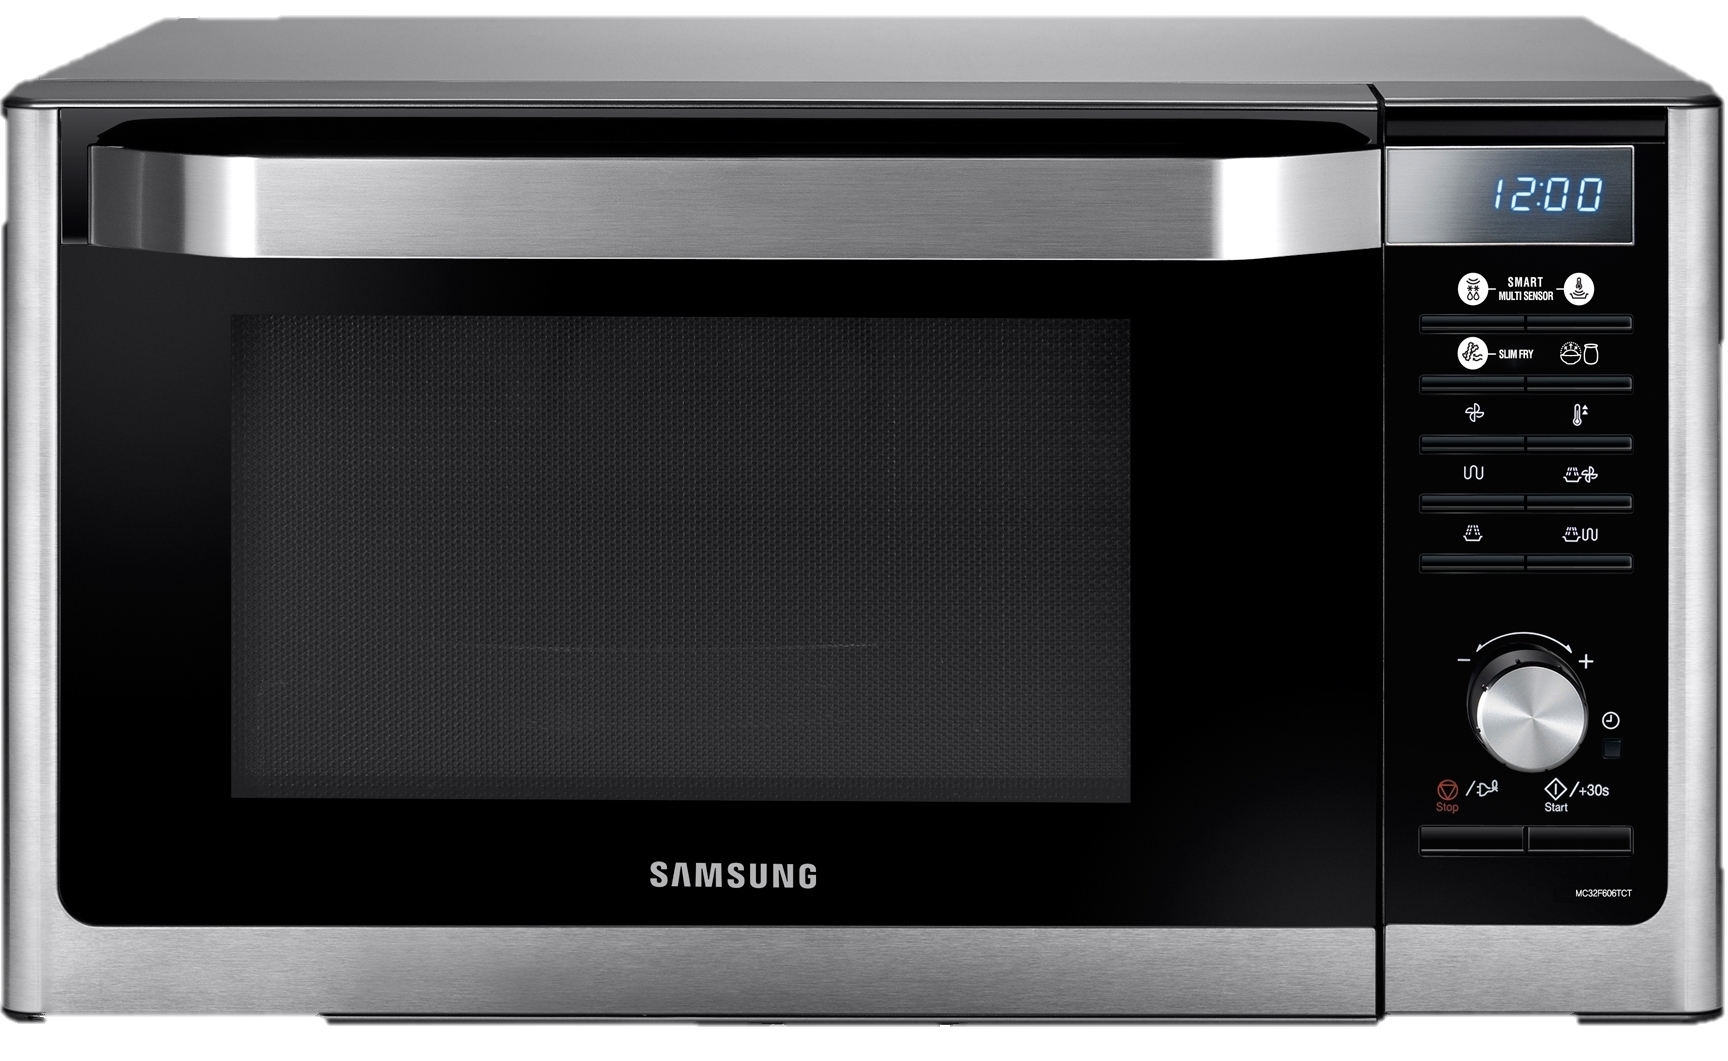 12:00
SMART
MULTI SENSOR
SLIM FRY
- +
/ /+30s
Stop Start
SAMSUNG
MC32F606TCT